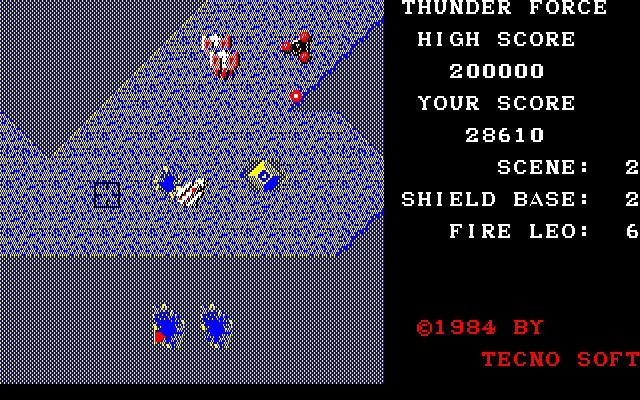 THUNDER FORCE
HIGH SCORE
200000
YOUR SCORE
28610
SCENE: 2
SHIELD BASE: 2
FIRE LEO: 6
©1984 BY
TECNO SOFT